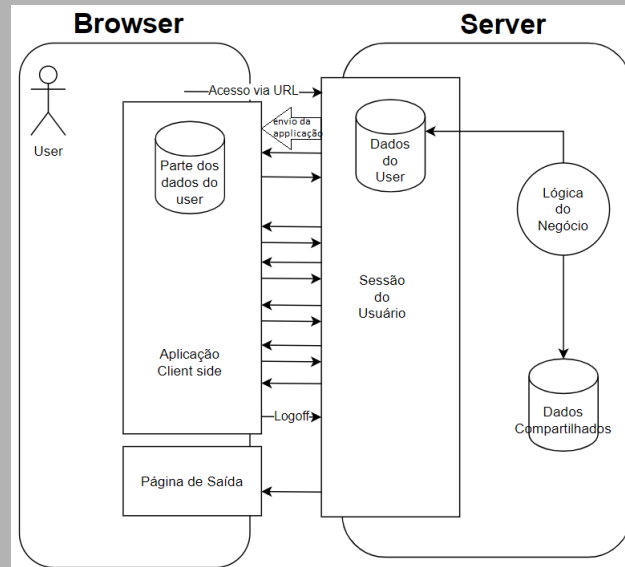 Browser
Server
Acesso via URL
envio da
applicação
User
Parte dos
dados do
user
Dados
do
User
Lógica
do
Negócio
Sessão
do
Usuário
Aplicação
Client side
Logoff
Dados
Compartilhados
Página de Saída